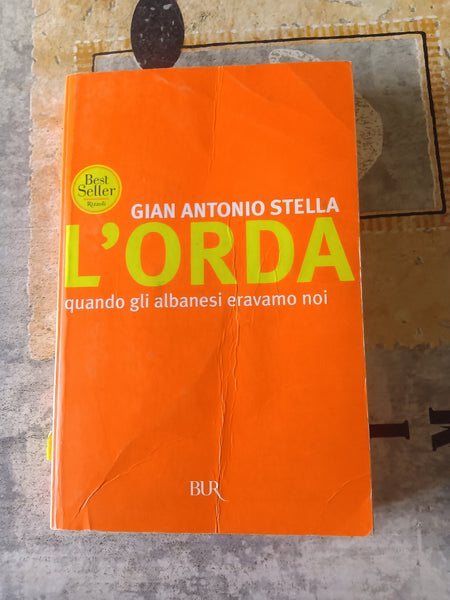 Best
Seller
Rizzoli
GIAN ANTONIO STELLA
L'ORDA
quando gli albanesi eravamo noi
BUR